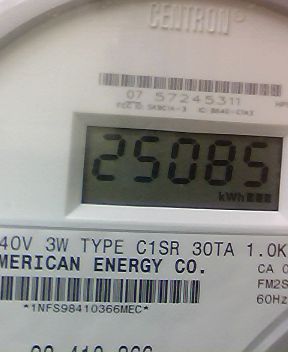 CENTRON®
07 57245311
25085
kWh
40V 3W TYPE C1SR 30TA 1.0K
MERICAN ENERGY CO.
CA 0
FM2S
60Hz
*1NFS98410366MEC*